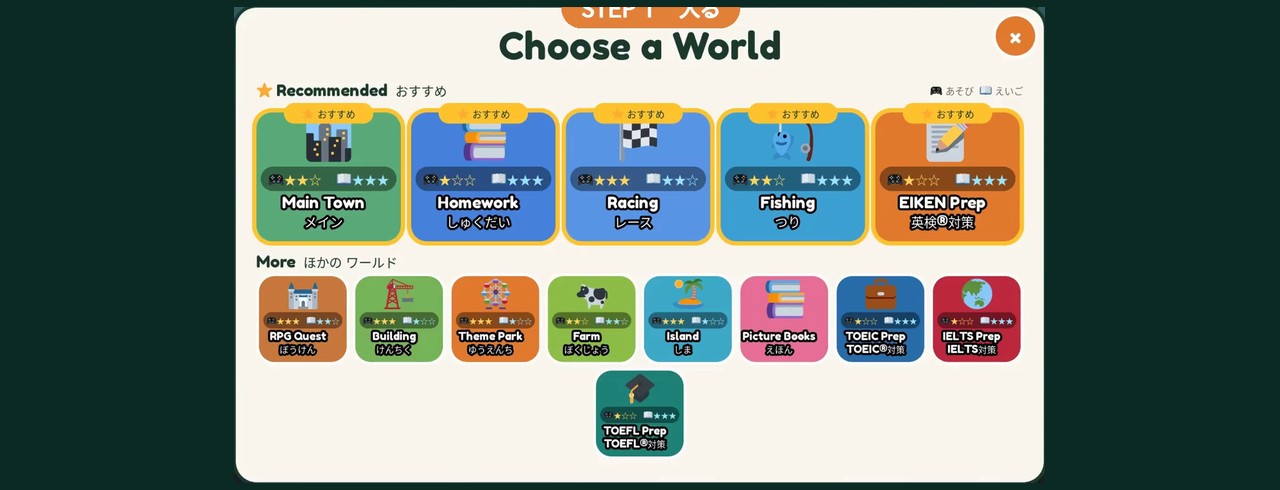 STEP 1 入る
Choose a World
Recommended おすすめ
あそび えいご
おすすめ おすすめ おすすめ おすすめ おすすめ
★★☆ ★★★
★☆☆ ★★★
★★★ ★★☆
★★☆ ★★★
★☆☆ ★★★
Main Town
メイン
Homework
しゅくだい
Racing
レース
Fishing
つり
EIKEN Prep
英検®対策
More ほかの ワールド
★★★ ★★☆
★★★ ★☆☆
★★★ ★☆☆
★★☆ ★★☆
★★★ ★☆☆
★☆☆ ★★★
★☆☆ ★★★
RPG Quest
ぼうけん
Building
けんちく
Theme Park
ゆうえんち
Farm
ぼくじょう
Island
しま
Picture Books
えほん
TOEIC Prep
TOEIC®対策
IELTS Prep
IELTS対策
★☆☆ ★★★
TOEFL Prep
TOEFL®対策